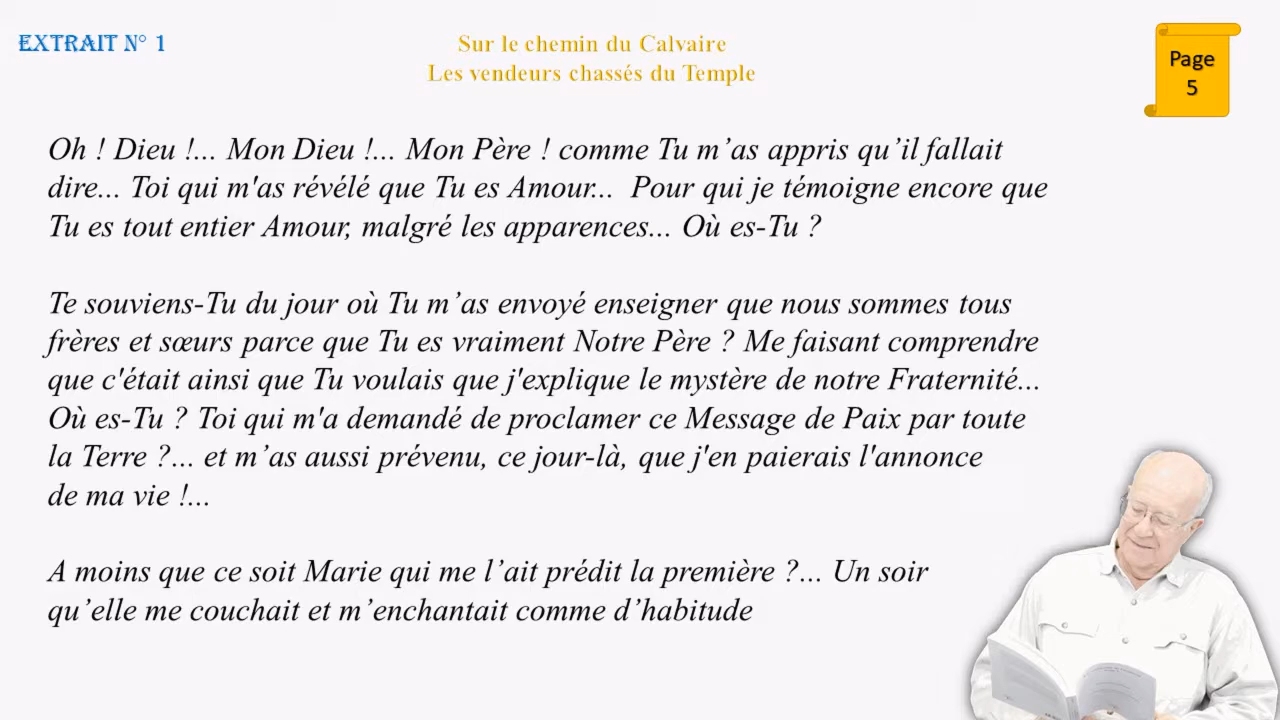 EXTRAIT N° 1
Sur le chemin du Calvaire
Les vendeurs chassés du Temple
Page
5
Oh ! Dieu !... Mon Dieu !... Mon Père ! comme Tu m’as appris qu’il fallait
dire... Toi qui m'as révélé que Tu es Amour...  Pour qui je témoigne encore que
Tu es tout entier Amour, malgré les apparences... Où es-Tu ?
Te souviens-Tu du jour où Tu m’as envoyé enseigner que nous sommes tous
frères et sœurs parce que Tu es vraiment Notre Père ? Me faisant comprendre
que c'était ainsi que Tu voulais que j'explique le mystère de notre Fraternité...
Où es-Tu ? Toi qui m'a demandé de proclamer ce Message de Paix par toute
la Terre ?... et m’as aussi prévenu, ce jour-là, que j'en paierais l'annonce
de ma vie !...
A moins que ce soit Marie qui me l’ait prédit la première ?... Un soir
qu’elle me couchait et m’enchantait comme d’habitude